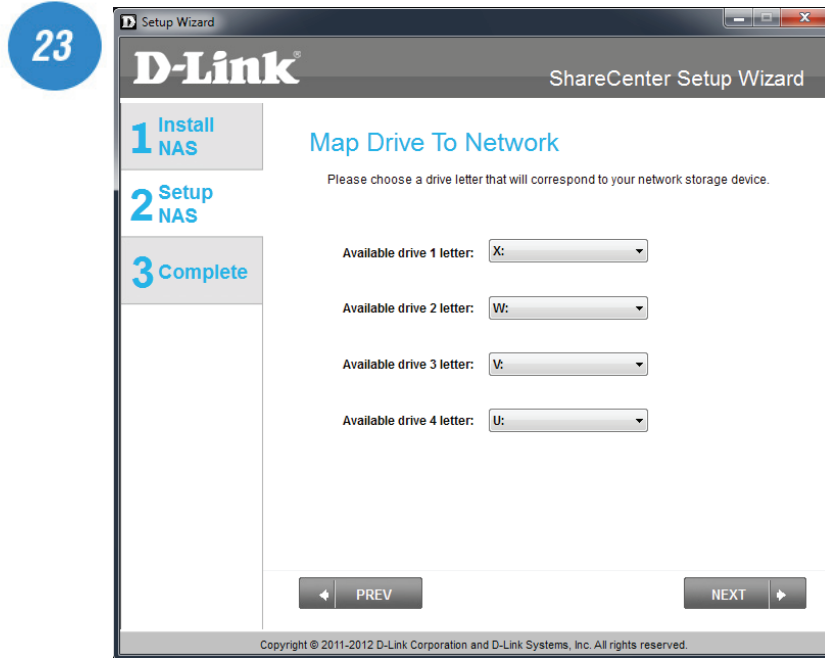 23
Setup Wizard
D-Link®
ShareCenter Setup Wizard
1 Install
NAS
2 Setup
NAS
3 Complete
Map Drive To Network
Please choose a drive letter that will correspond to your network storage device.
Available drive 1 letter: X:
Available drive 2 letter: W:
Available drive 3 letter: V:
Available drive 4 letter: U:
PREV
NEXT
Copyright © 2011-2012 D-Link Corporation and D-Link Systems, Inc. All rights reserved.